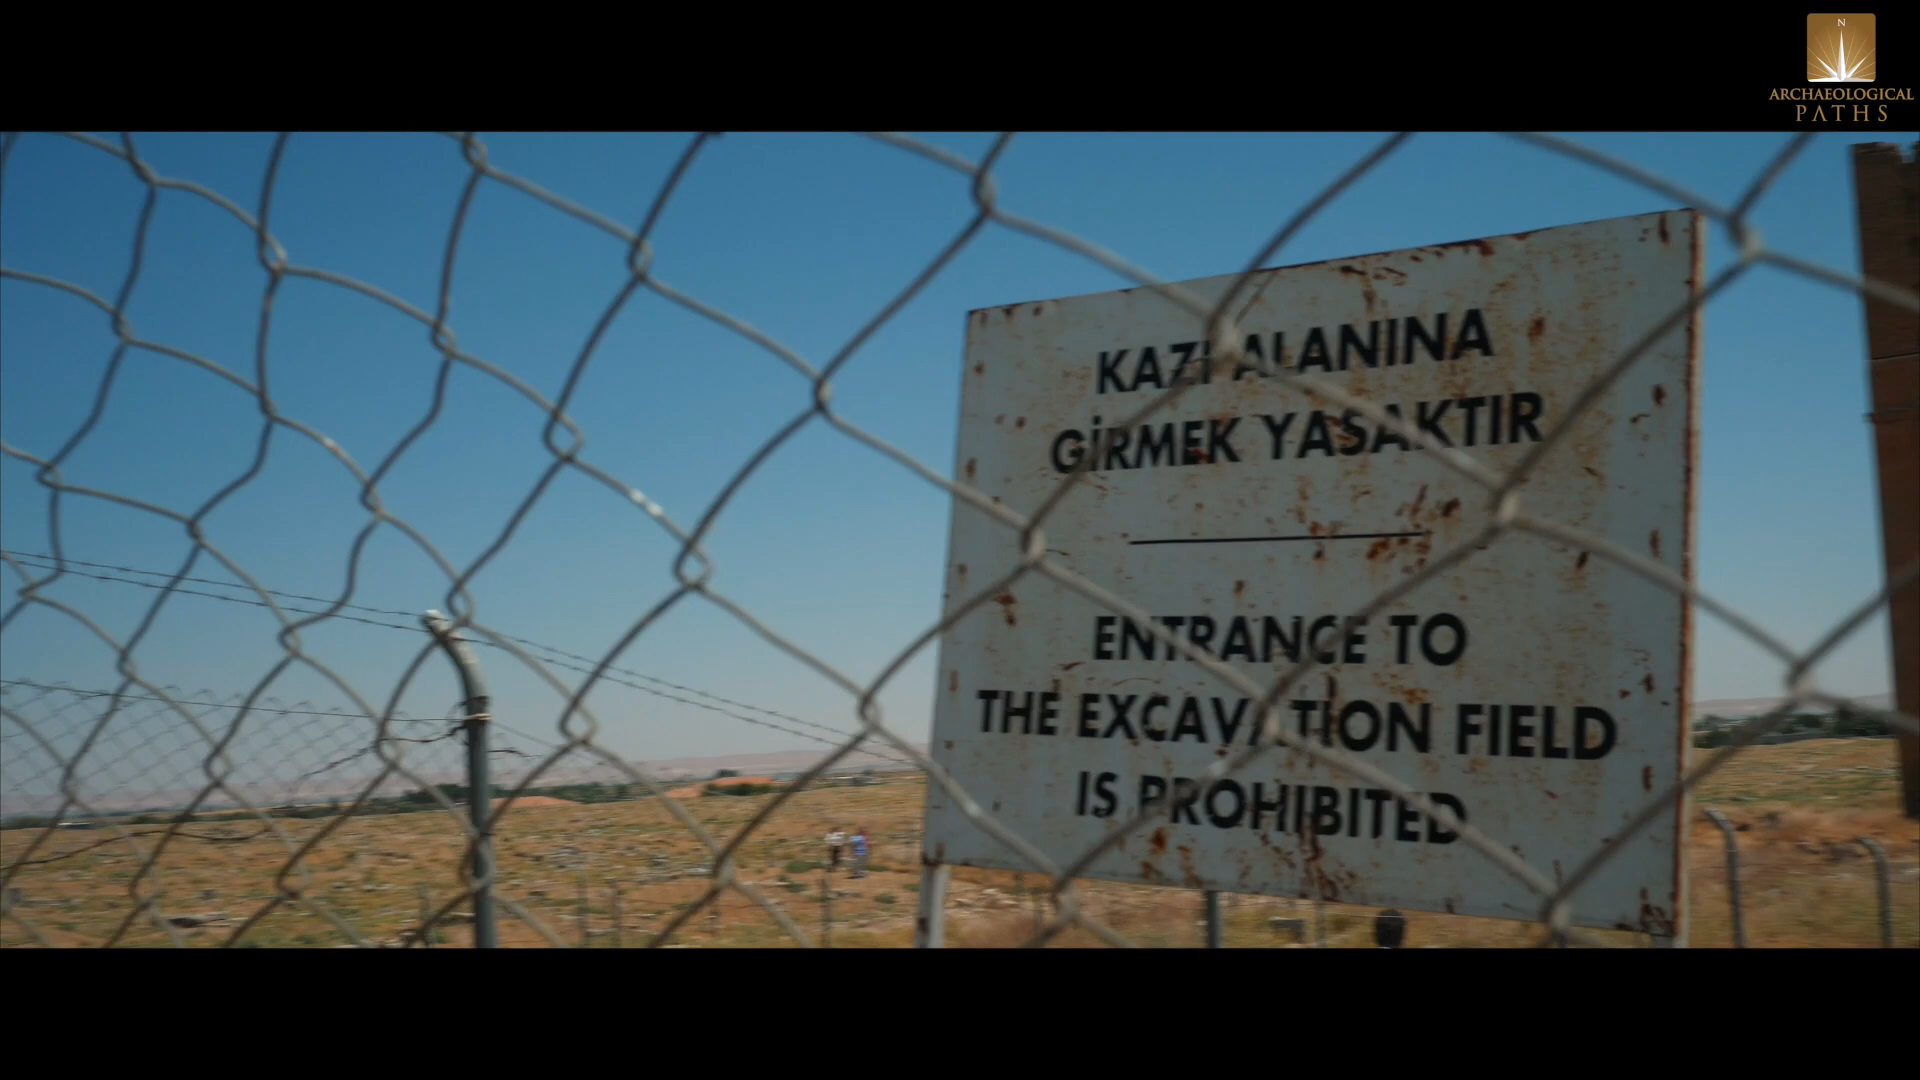 N
ARCHAEOLOGICAL
PATHS
KAZI ALANINA
GİRMEK YASAKTIR
ENTRANCE TO
THE EXCAVATION FIELD
IS PROHIBITED